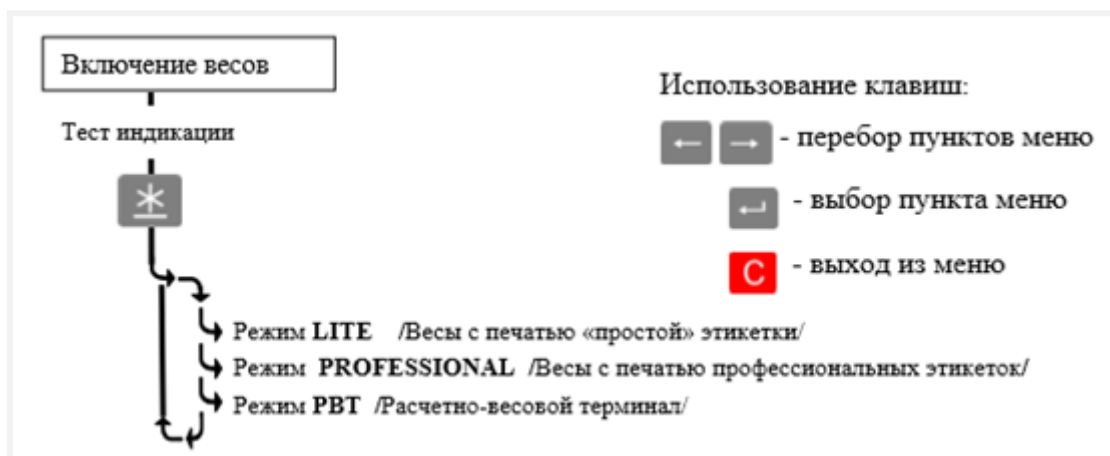 Включение весов
Тест индикации
Режим LITE /Весы с печатью «простой» этикетки/
Режим PROFESSIONAL /Весы с печатью профессиональных этикеток/
Режим РВТ /Расчетно-весовой терминал/
Использование клавиш:
- перебор пунктов меню
- выбор пункта меню
C - выход из меню